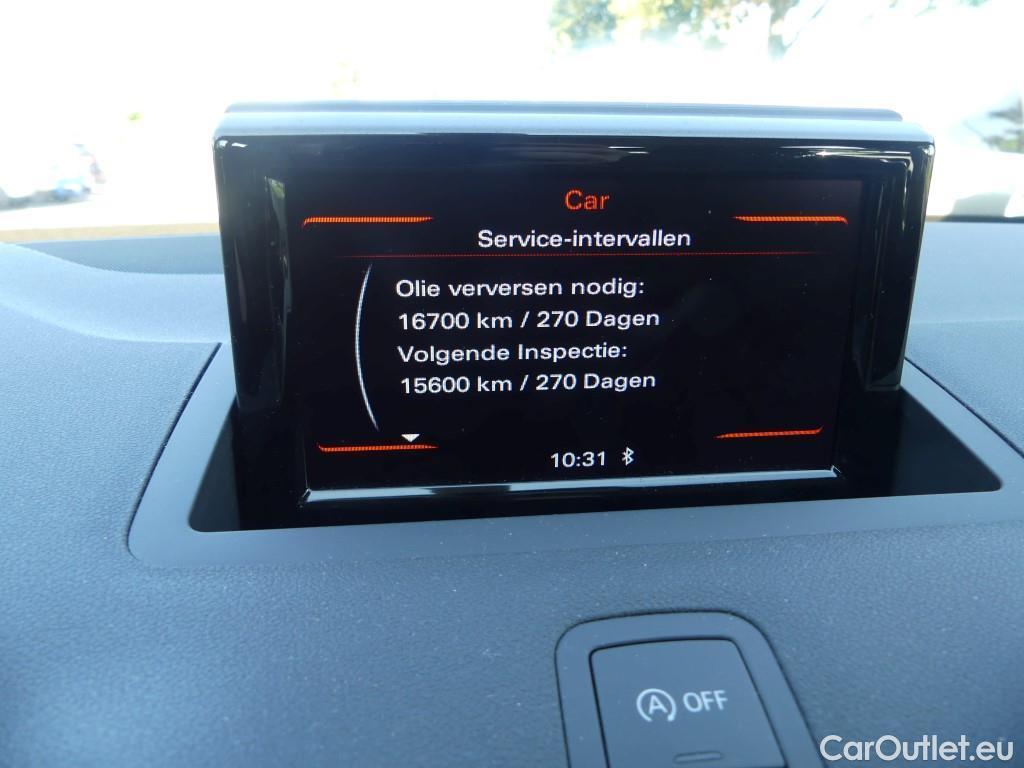 Car
Service-intervallen
Olie verversen nodig:
16700 km / 270 Dagen
Volgende Inspectie:
15600 km / 270 Dagen
10:31
A OFF
CarOutlet.eu